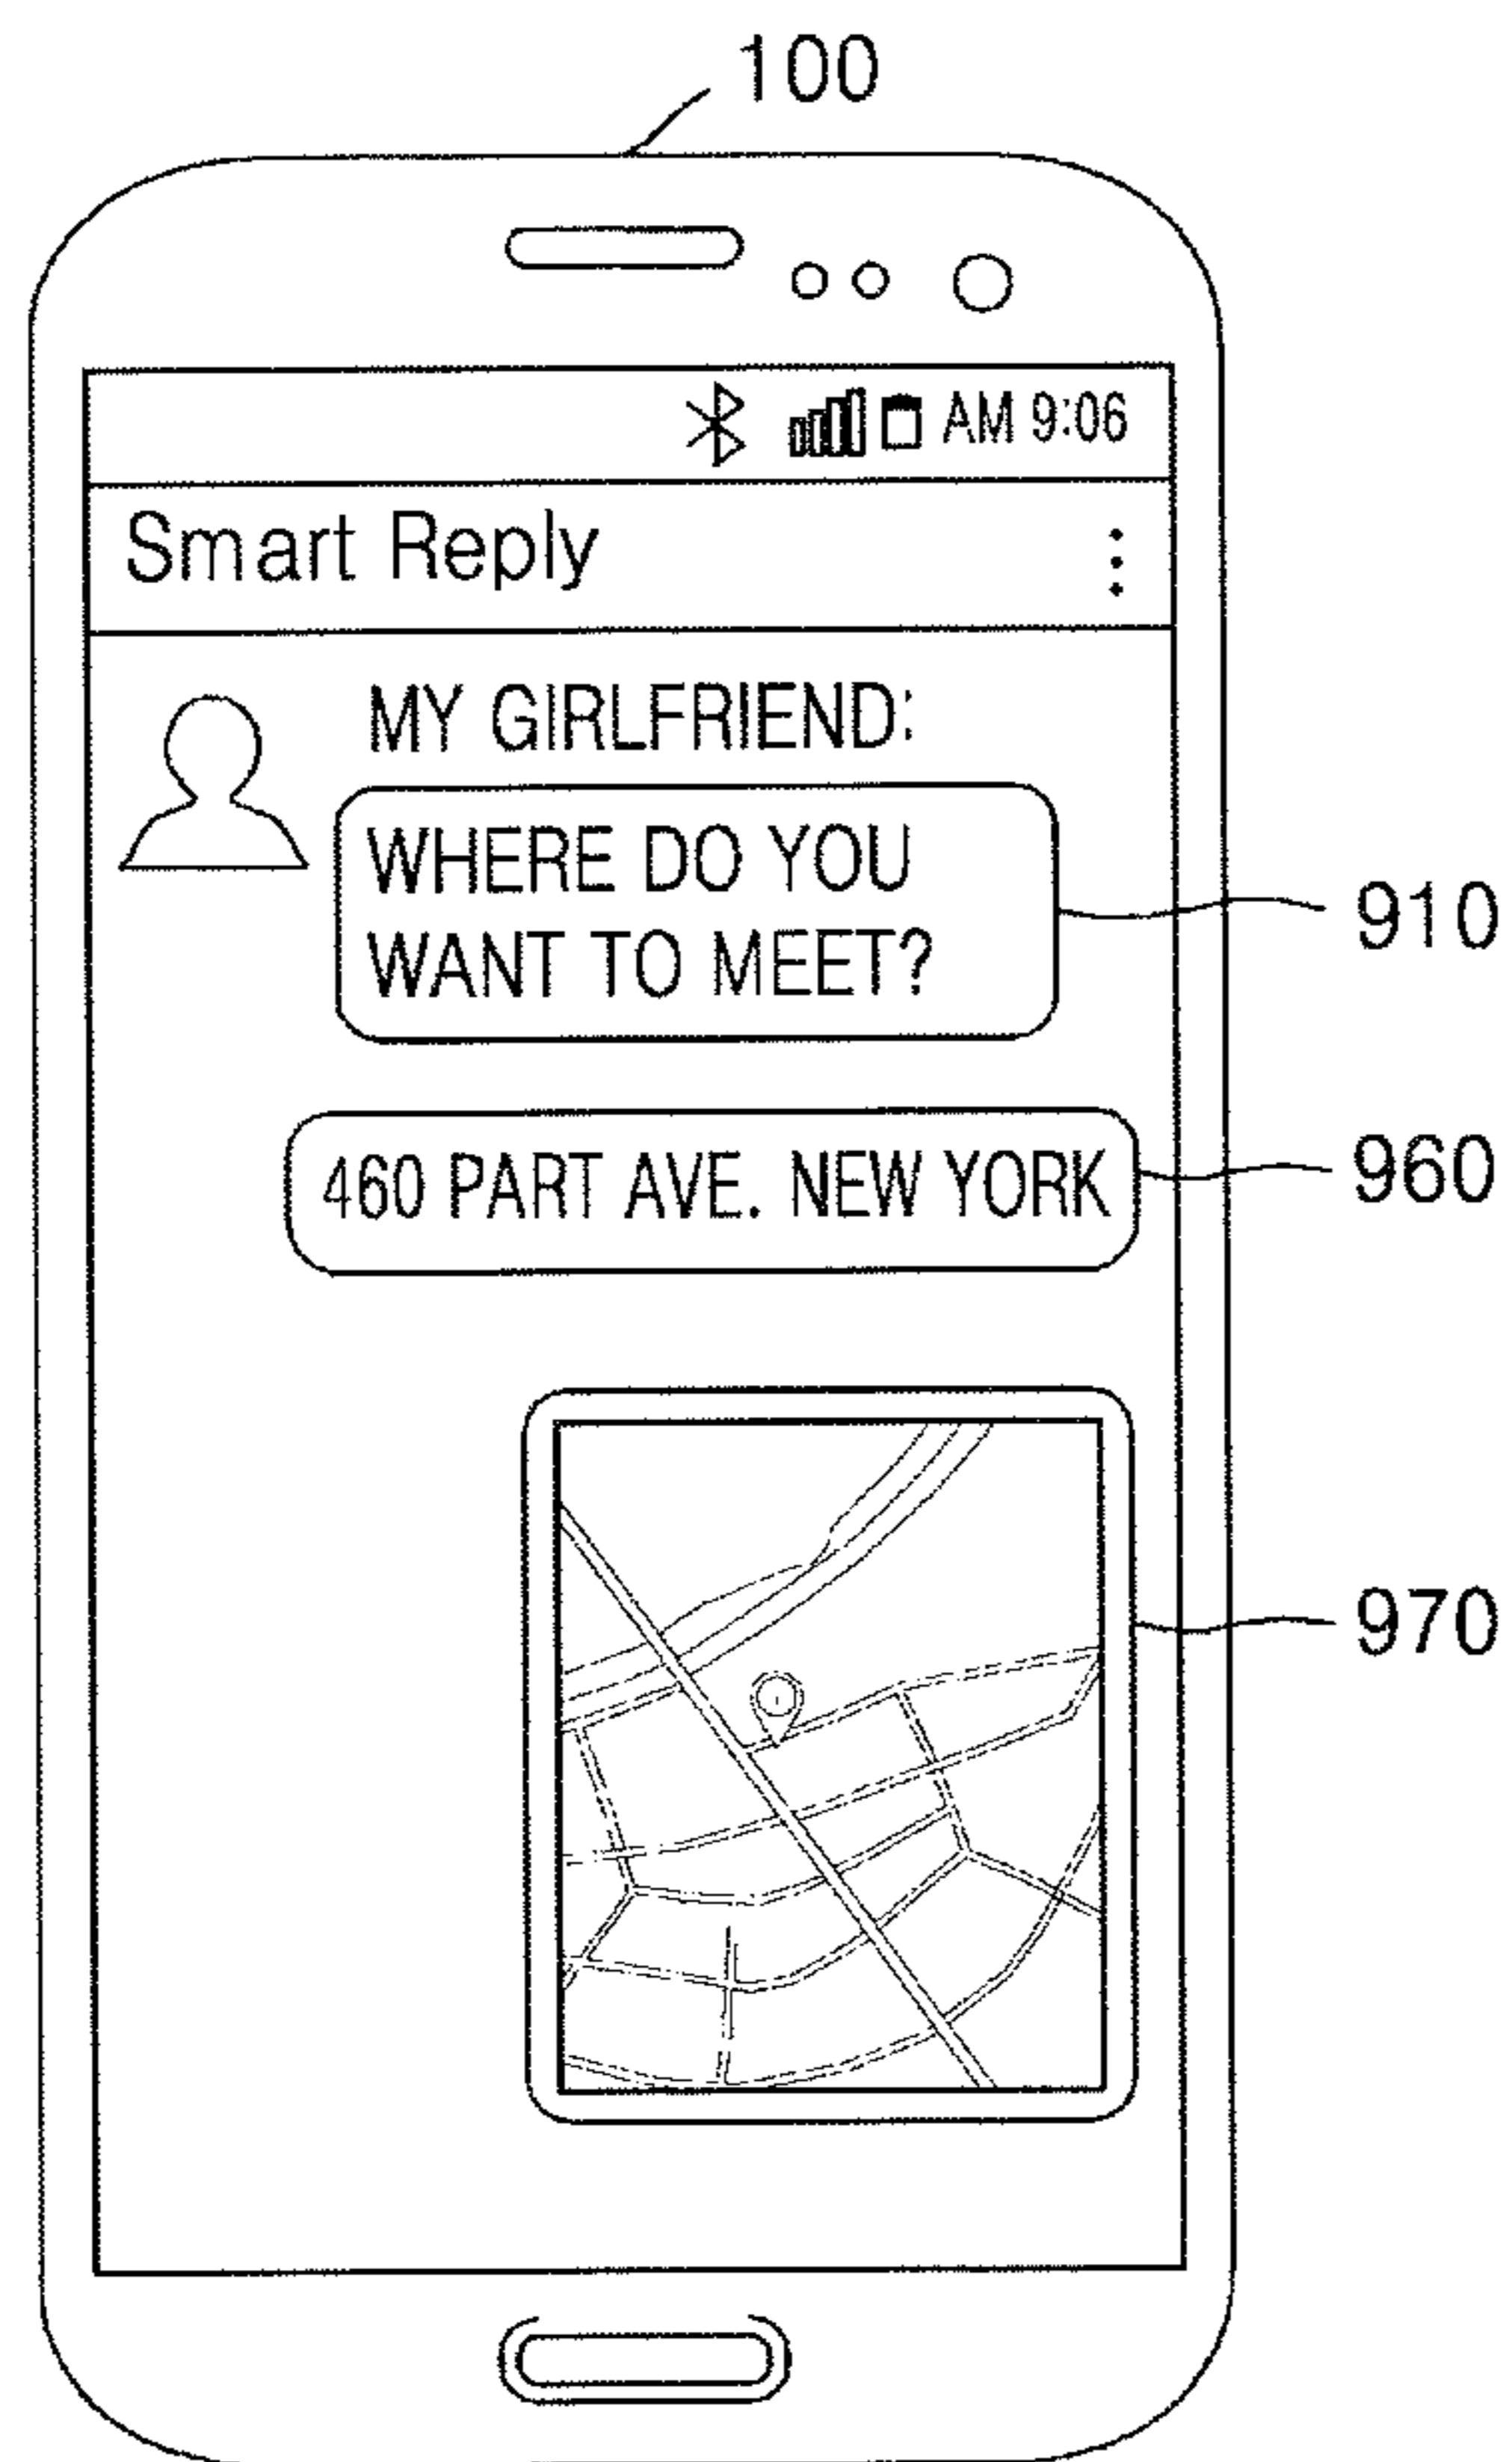 100
AM 9:06
Smart Reply
MY GIRLFRIEND:
WHERE DO YOU
WANT TO MEET?
910
460 PART AVE. NEW YORK
960
970